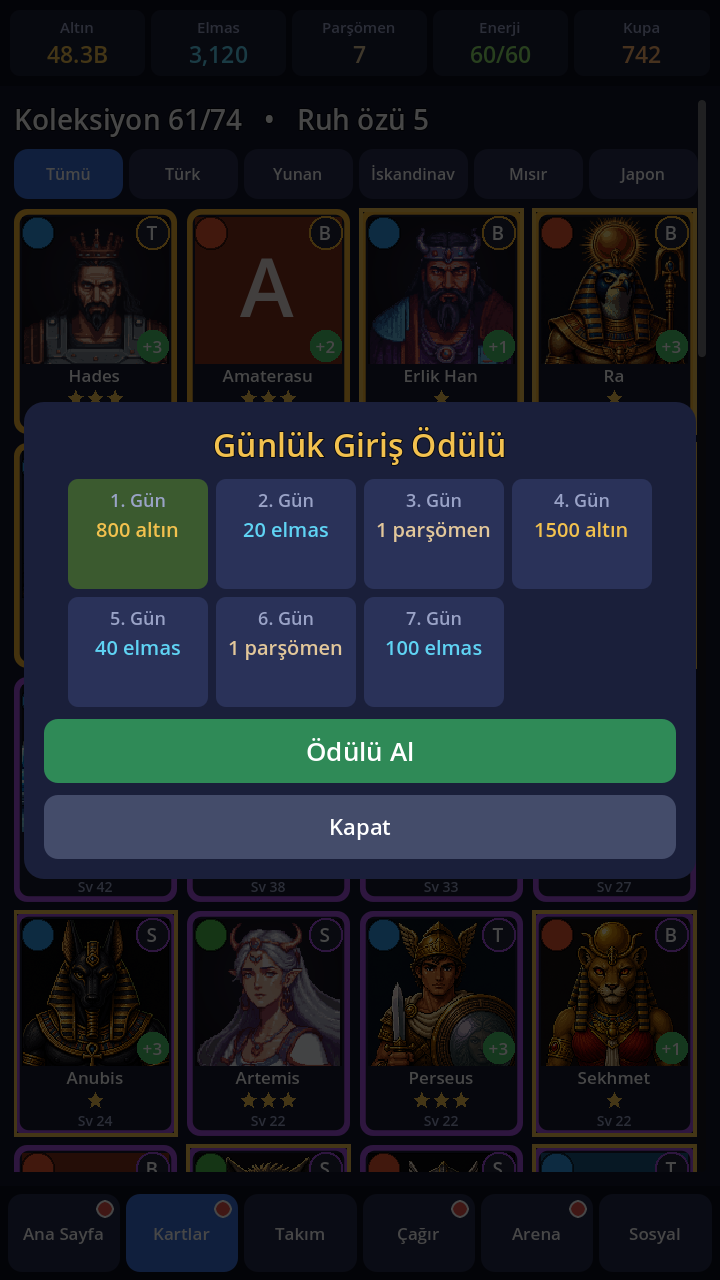 Altın Elmas Parşömen Enerji Kupa
48.3B 3,120 7 60/60 742
Koleksiyon 61/74 • Ruh özü 5
Tümü Türk Yunan İskandinav Mısır Japon
T B B B
A
+3 +2 +1 +3
Hades Amaterasu Erlik Han Ra
Günlük Giriş Ödülü
1. Gün 2. Gün 3. Gün 4. Gün
800 altın 20 elmas 1 parşömen 1500 altın
5. Gün 6. Gün 7. Gün
40 elmas 1 parşömen 100 elmas
Ödülü Al
Kapat
Sv 42 Sv 38 Sv 33 Sv 27
S S T B
+3 +3 +1
Anubis Artemis Perseus Sekhmet
Sv 24 Sv 22 Sv 22 Sv 22
B S S T
Ana Sayfa Kartlar Takım Çağır Arena Sosyal